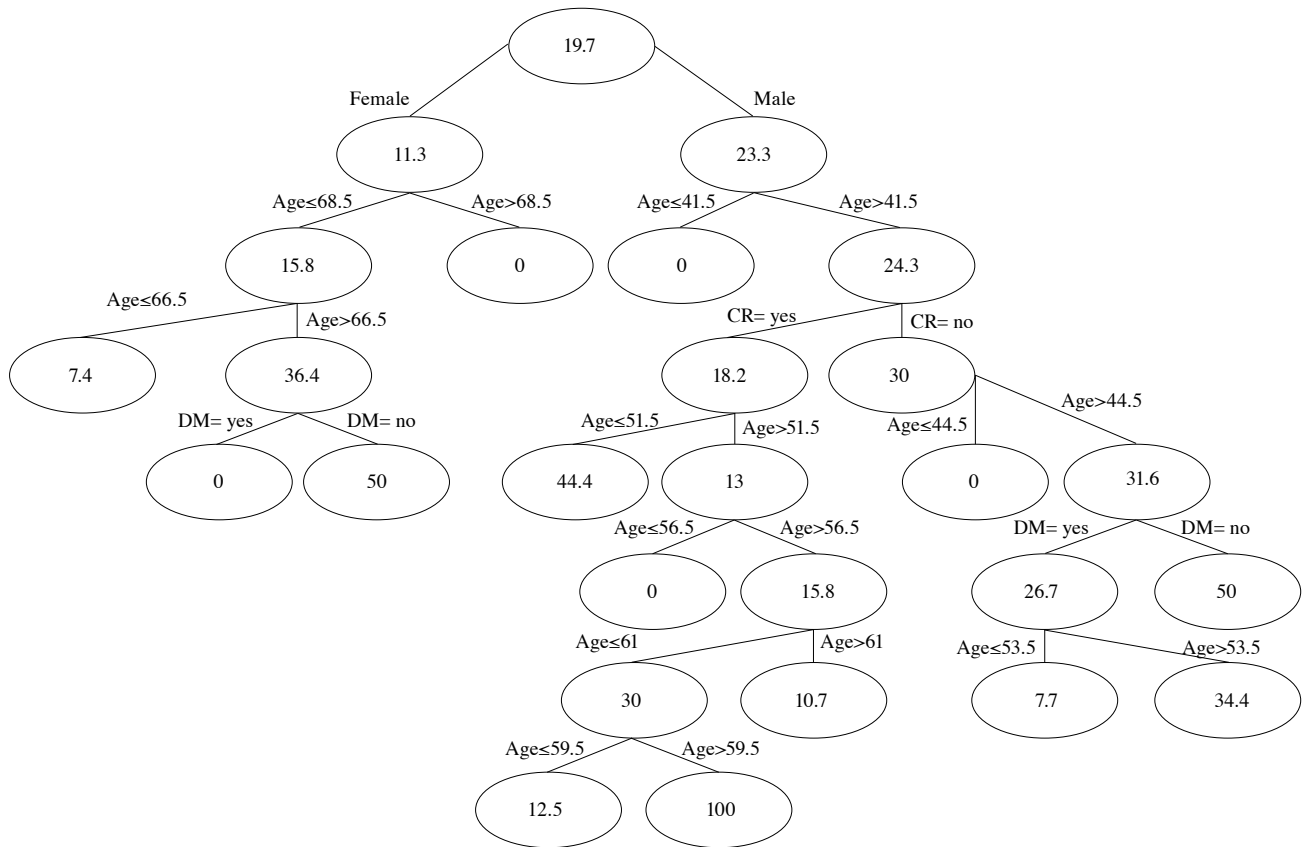 19.7
Female
Male
11.3
23.3
Age≤68.5
Age>68.5
Age≤41.5
Age>41.5
15.8
0
0
24.3
Age≤66.5
Age>66.5
CR= yes
CR= no
7.4
36.4
18.2
30
DM= yes
DM= no
Age≤51.5
Age>51.5
Age≤44.5
Age>44.5
0
50
44.4
13
0
31.6
Age≤56.5
Age>56.5
DM= yes
DM= no
0
15.8
26.7
50
Age≤61
Age>61
Age≤53.5
Age>53.5
30
10.7
7.7
34.4
Age≤59.5
Age>59.5
12.5
100